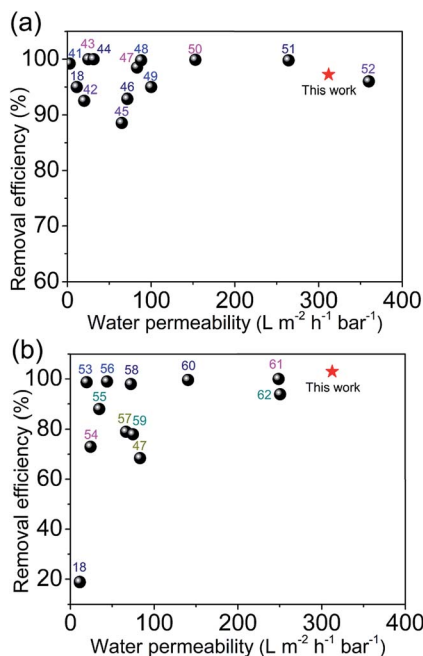 (a)
Removal efficiency (%)
100
90
80
70
60
0 100 200 300 400
Water permeability (L m⁻² h⁻¹ bar⁻¹)
41 43 44 47 48 50 51 52
18 42 46 49
45
This work
(b)
Removal efficiency (%)
100
80
60
40
20
0 100 200 300 400
Water permeability (L m⁻² h⁻¹ bar⁻¹)
53 56 58 60 61
55 62
54 57 59
47
18
This work